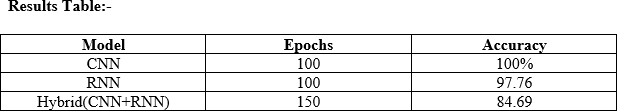 Results Table:-
Model Epochs Accuracy
CNN 100 100%
RNN 100 97.76
Hybrid(CNN+RNN) 150 84.69